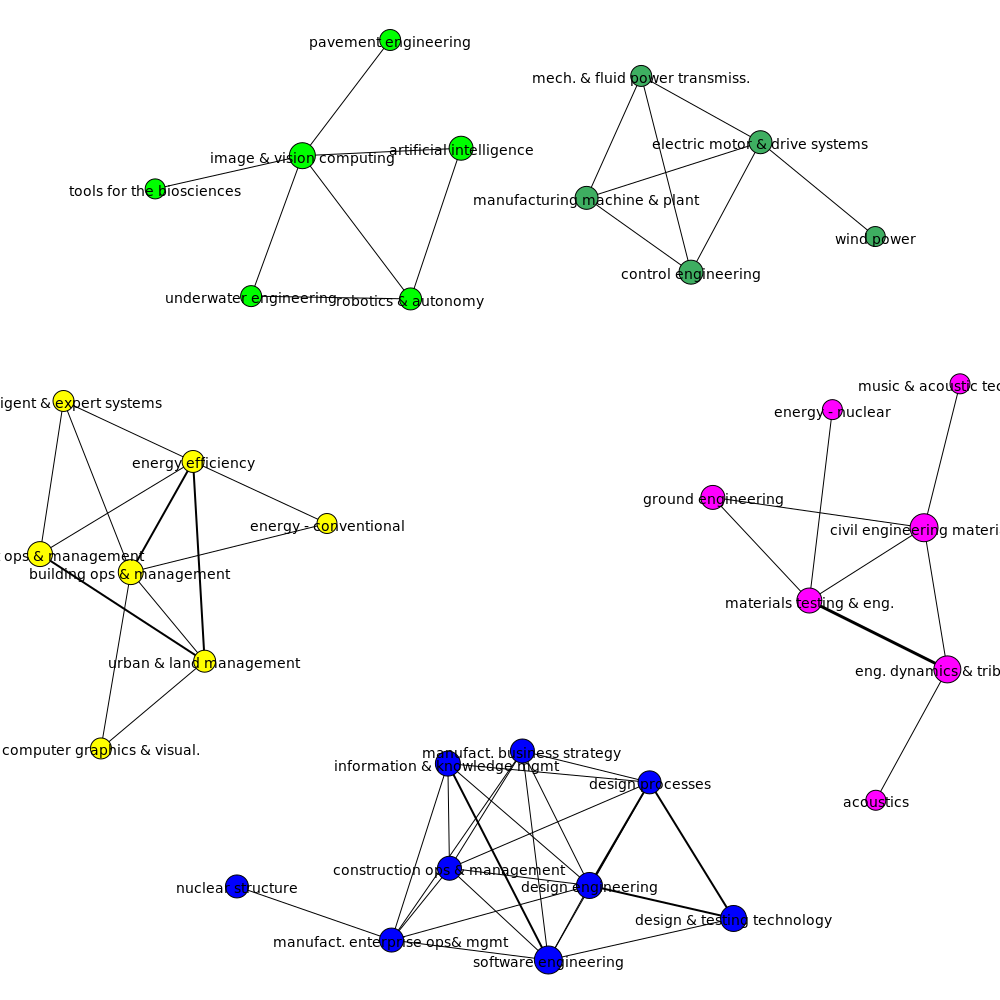 pavement engineering
mech. & fluid power transmiss.
image & vision computing
artificial intelligence
electric motor & drive systems
tools for the biosciences
manufacturing machine & plant
wind power
control engineering
underwater engineering
robotics & autonomy
music & acoustic tec
igent & expert systems
energy - nuclear
energy efficiency
ground engineering
energy - conventional
civil engineering materi
ops & management
building ops & management
materials testing & eng.
urban & land management
eng. dynamics & trib
computer graphics & visual.
manufact. business strategy
information & knowledge mgmt
design processes
acoustics
construction ops & management
nuclear structure
design engineering
design & testing technology
manufact. enterprise ops& mgmt
software engineering